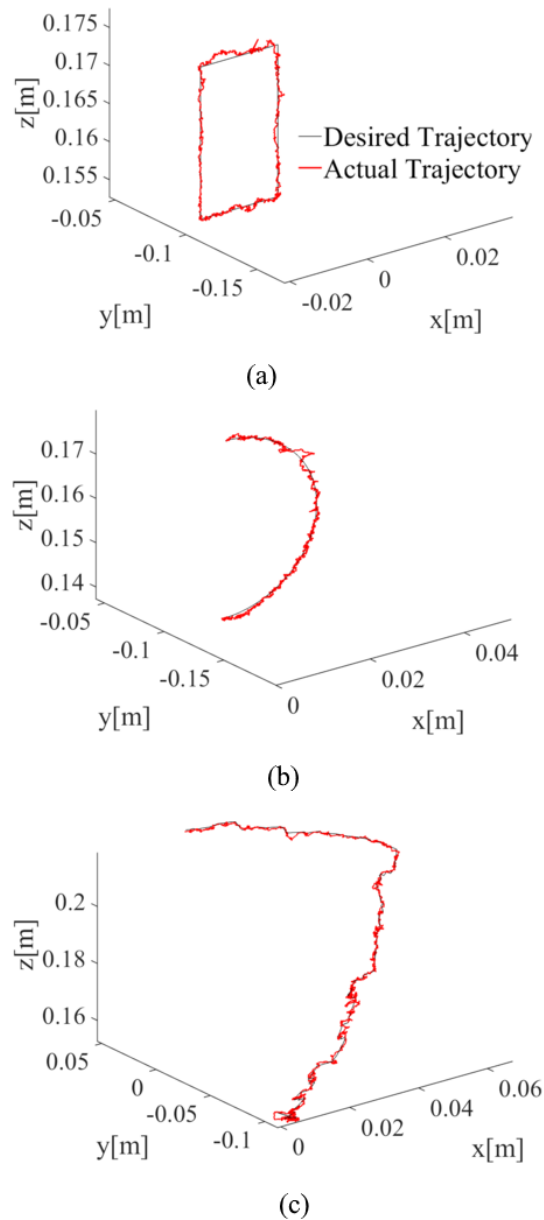 0.175
0.17
0.165
0.16
0.155
z[m]
Desired Trajectory
Actual Trajectory
-0.05
-0.1
-0.15
y[m]
-0.02
0
0.02
x[m]
(a)
0.17
0.16
0.15
0.14
z[m]
-0.05
-0.1
-0.15
y[m]
0
0.02
0.04
x[m]
(b)
0.2
0.18
0.16
z[m]
0.05
0
-0.05
-0.1
y[m]
0
0.02
0.04
0.06
x[m]
(c)